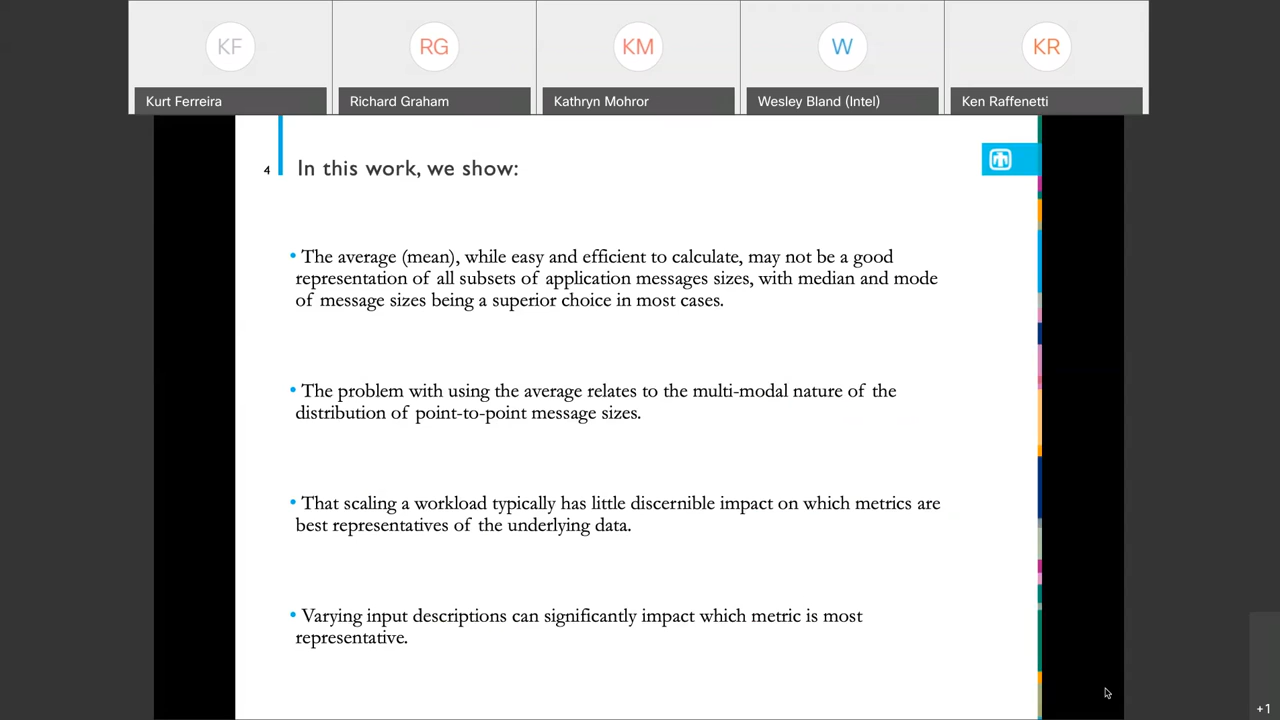 KF
RG
KM
W
KR
Kurt Ferreira
Richard Graham
Kathryn Mohror
Wesley Bland (Intel)
Ken Raffenetti
4
In this work, we show:
• The average (mean), while easy and efficient to calculate, may not be a good
representation of all subsets of application messages sizes, with median and mode
of message sizes being a superior choice in most cases.
• The problem with using the average relates to the multi-modal nature of the
distribution of point-to-point message sizes.
• That scaling a workload typically has little discernible impact on which metrics are
best representatives of the underlying data.
• Varying input descriptions can significantly impact which metric is most
representative.
+1